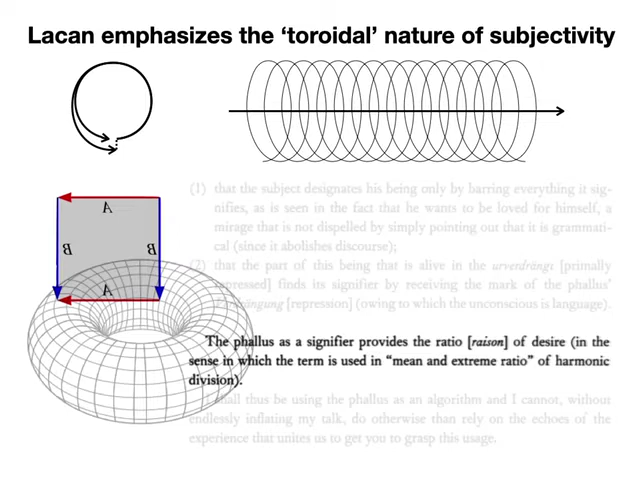 Lacan emphasizes the ‘toroidal’ nature of subjectivity
A
B
B
A
(1) that the subject designates his being only by barring everything it sig-
nifies, as is seen in the fact that he wants to be loved for himself, a
mirage that is not dispelled by simply pointing out that it is grammati-
cal (since it abolishes discourse);
(2) that the part of this being that is alive in the urverdrängt [primally
repressed] finds its signifier by receiving the mark of the phallus'
[repression] (owing to which the unconscious is language).
The phallus as a signifier provides the ratio [raison] of desire (in the
sense in which the term is used in “mean and extreme ratio” of harmonic
division).
shall thus be using the phallus as an algorithm and I cannot, without
endlessly inflating my talk, do otherwise than rely on the echoes of the
experience that unites us to get you to grasp this usage.